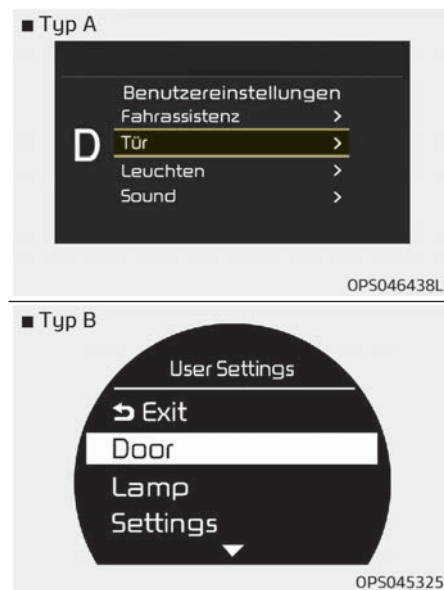 ■ Typ A
Benutzereinstellungen
Fahrassistenz >
D
Tür >
Leuchten >
Sound >
OPS046438L
■ Typ B
User Settings
⮌ Exit
Door
Lamp
Settings
▼
OPS045325